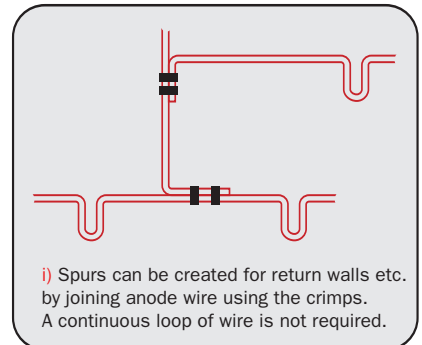 i) Spurs can be created for return walls etc.
by joining anode wire using the crimps.
A continuous loop of wire is not required.